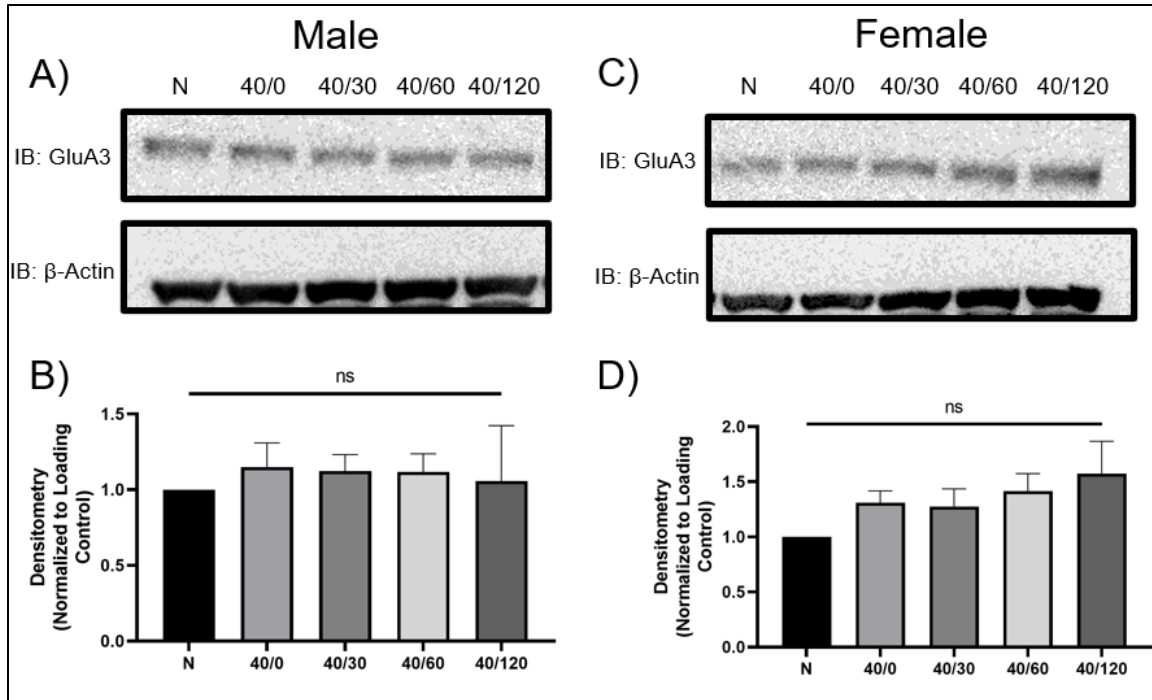 Male
A)
N 40/0 40/30 40/60 40/120
IB: GluA3
IB: β-Actin
B)
ns
Densitometry
(Normalized to Loading
Control)
1.5
1.0
0.5
0.0
N 40/0 40/30 40/60 40/120
Female
C)
N 40/0 40/30 40/60 40/120
IB: GluA3
IB: β-Actin
D)
ns
Densitometry
(Normalized to Loading
Control)
2.0
1.5
1.0
0.5
0.0
N 40/0 40/30 40/60 40/120